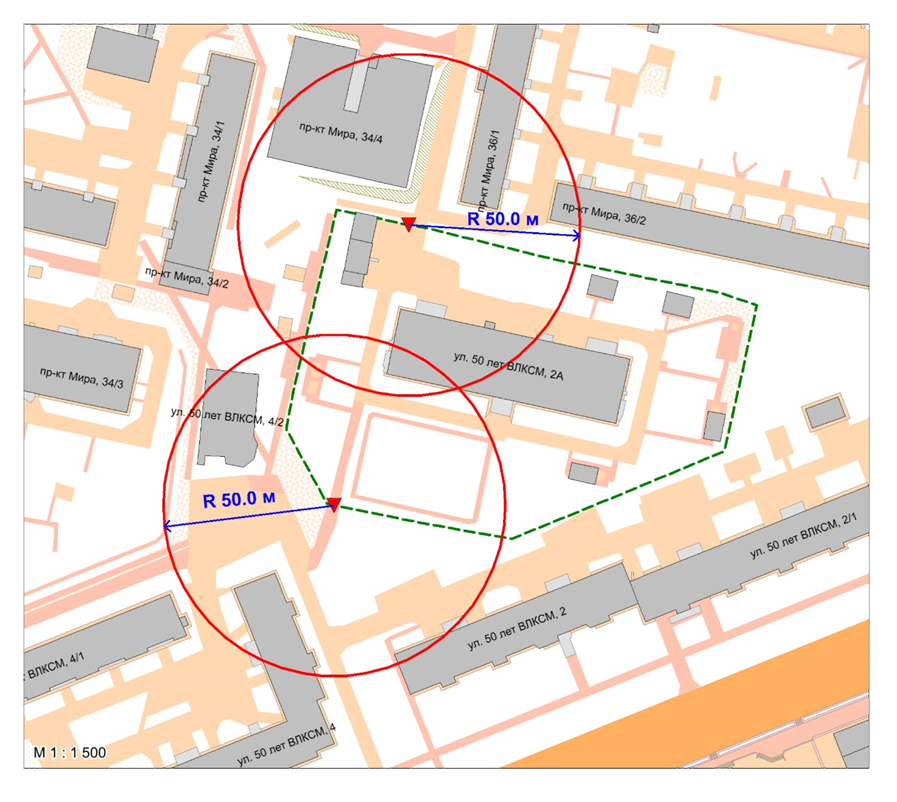 пр-кт Мира, 34/1
пр-кт Мира, 34/4
пр-кт Мира, 36/1
пр-кт Мира, 36/2
R 50.0 м
пр-кт Мира, 34/2
ул. 50 лет ВЛКСМ, 2А
пр-кт Мира, 34/3
ул. 50 лет ВЛКСМ, 4/2
R 50.0 м
ул. 50 лет ВЛКСМ, 2/1
ул. 50 лет ВЛКСМ, 2
ВЛКСМ, 4/1
ул. 50 лет ВЛКСМ, 4
М 1 : 1 500